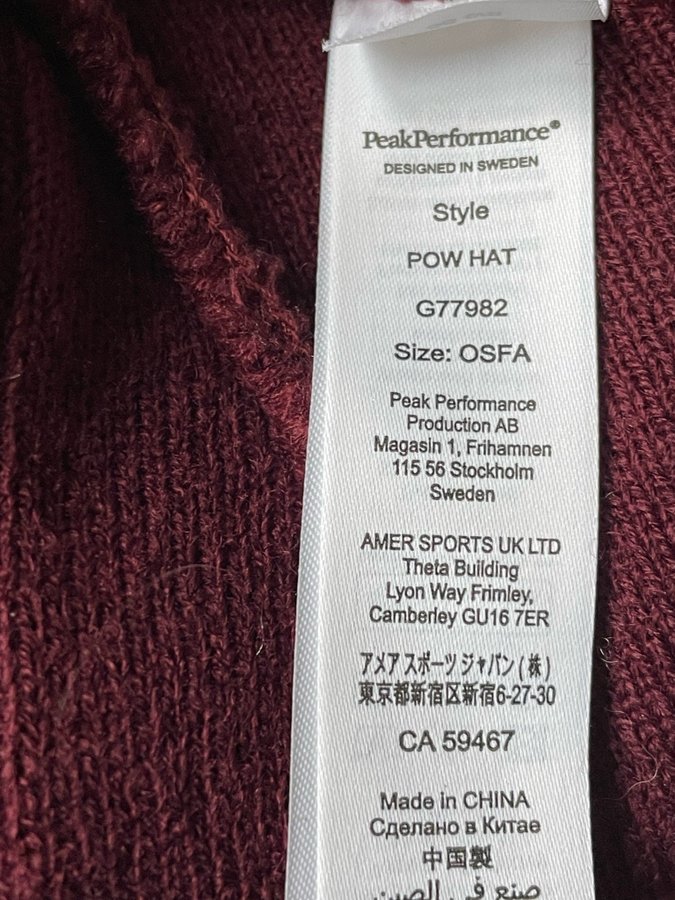 PeakPerformance®
DESIGNED IN SWEDEN
Style
POW HAT
G77982
Size: OSFA
Peak Performance
Production AB
Magasin 1, Frihamnen
115 56 Stockholm
Sweden
AMER SPORTS UK LTD
Theta Building
Lyon Way Frimley,
Camberley GU16 7ER
アメア スポーツ ジャパン (株)
東京都新宿区新宿6-27-30
CA 59467
Made in CHINA
Сделано в Китае
中国製
صنع في الصين